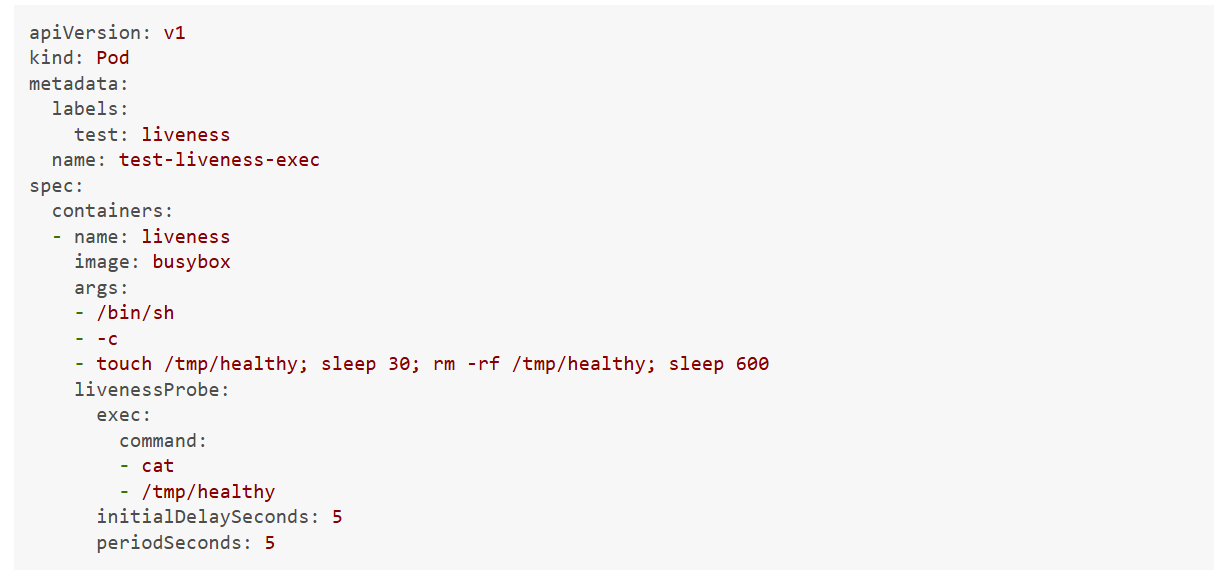 apiVersion: v1
kind: Pod
metadata:
  labels:
    test: liveness
  name: test-liveness-exec
spec:
  containers:
  - name: liveness
    image: busybox
    args:
    - /bin/sh
    - -c
    - touch /tmp/healthy; sleep 30; rm -rf /tmp/healthy; sleep 600
    livenessProbe:
      exec:
        command:
        - cat
        - /tmp/healthy
      initialDelaySeconds: 5
      periodSeconds: 5